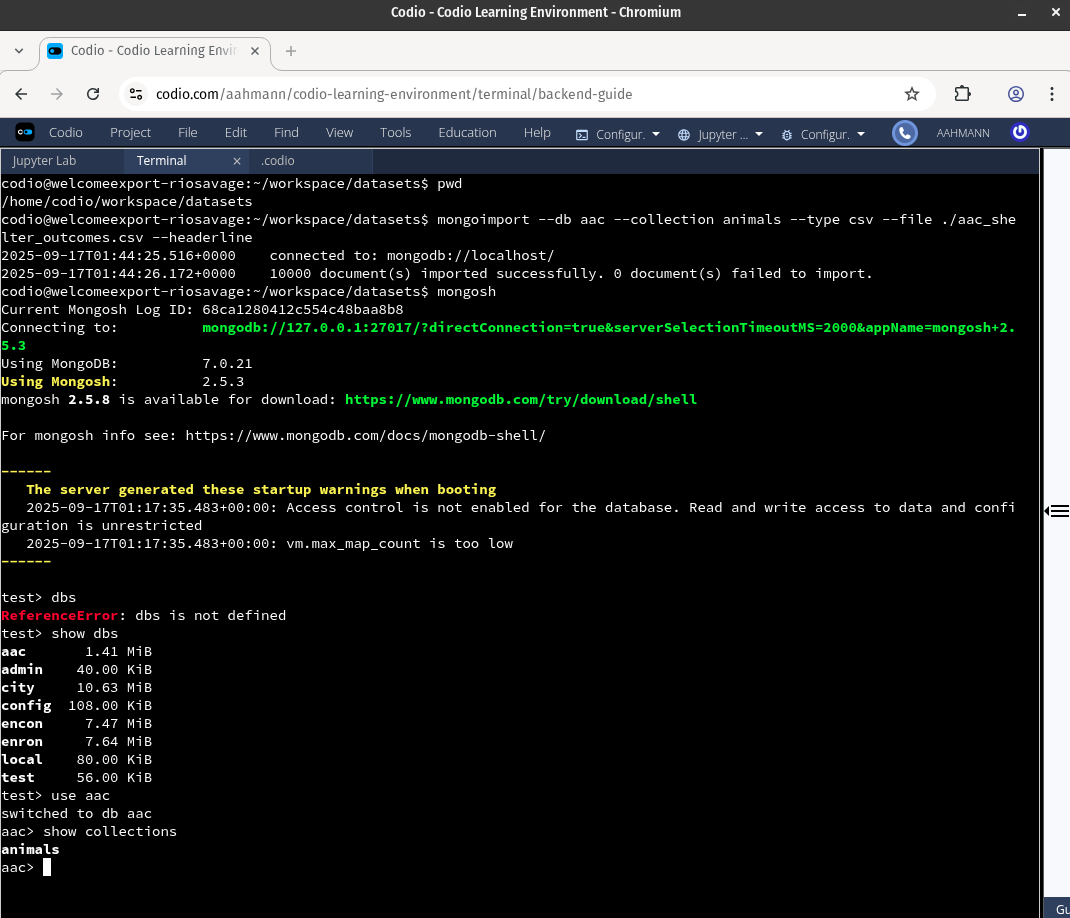 Codio - Codio Learning Environment - Chromium
Codio - Codio Learning Envir
codio.com/aahmann/codio-learning-environment/terminal/backend-guide
Codio Project File Edit Find View Tools Education Help Configur. Jupyter ... Configur. AAHMANN
Jupyter Lab Terminal .codio
codio@welcomeexport-riosavage:~/workspace/datasets$ pwd
/home/codio/workspace/datasets
codio@welcomeexport-riosavage:~/workspace/datasets$ mongoimport --db aac --collection animals --type csv --file ./aac_she
lter_outcomes.csv --headerline
2025-09-17T01:44:25.516+0000    connected to: mongodb://localhost/
2025-09-17T01:44:26.172+0000    10000 document(s) imported successfully. 0 document(s) failed to import.
codio@welcomeexport-riosavage:~/workspace/datasets$ mongosh
Current Mongosh Log ID: 68ca1280412c554c48baa8b8
Connecting to:          mongodb://127.0.0.1:27017/?directConnection=true&serverSelectionTimeoutMS=2000&appName=mongosh+2.
5.3
Using MongoDB:          7.0.21
Using Mongosh:          2.5.3
mongosh 2.5.8 is available for download: https://www.mongodb.com/try/download/shell
For mongosh info see: https://www.mongodb.com/docs/mongodb-shell/
------
   The server generated these startup warnings when booting
   2025-09-17T01:17:35.483+00:00: Access control is not enabled for the database. Read and write access to data and confi
guration is unrestricted
   2025-09-17T01:17:35.483+00:00: vm.max_map_count is too low
------
test> dbs
ReferenceError: dbs is not defined
test> show dbs
aac       1.41 MiB
admin    40.00 KiB
city     10.63 MiB
config  108.00 KiB
encon     7.47 MiB
enron     7.64 MiB
local    80.00 KiB
test     56.00 KiB
test> use aac
switched to db aac
aac> show collections
animals
aac>
Gu